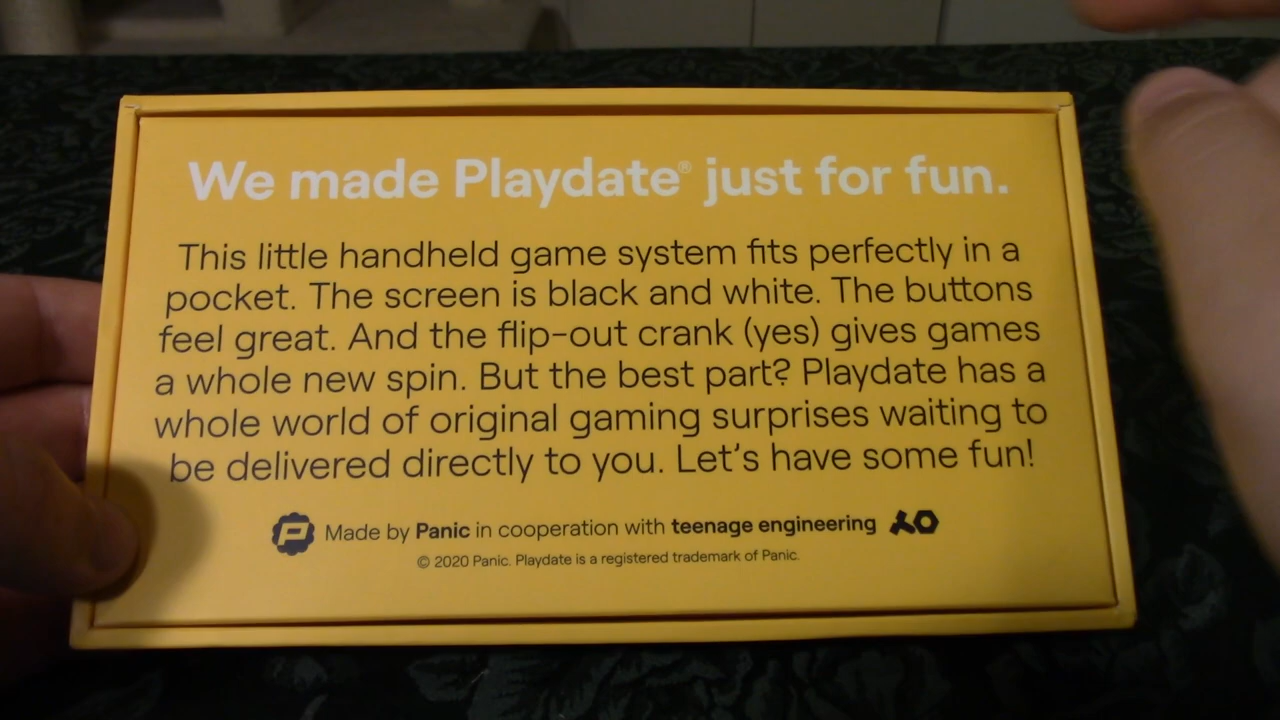 We made Playdate® just for fun.
This little handheld game system fits perfectly in a
pocket. The screen is black and white. The buttons
feel great. And the flip-out crank (yes) gives games
a whole new spin. But the best part? Playdate has a
whole world of original gaming surprises waiting to
be delivered directly to you. Let's have some fun!
Made by Panic in cooperation with teenage engineering
© 2020 Panic. Playdate is a registered trademark of Panic.